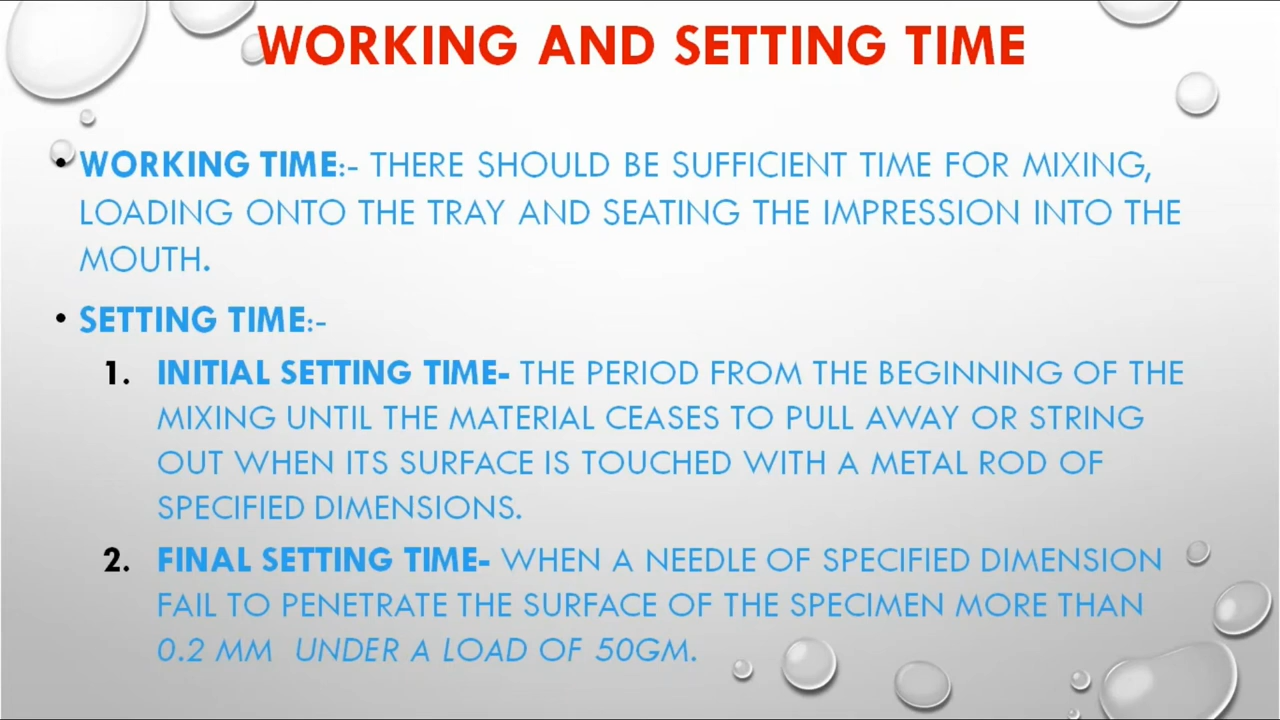 WORKING AND SETTING TIME
• WORKING TIME:- THERE SHOULD BE SUFFICIENT TIME FOR MIXING,
LOADING ONTO THE TRAY AND SEATING THE IMPRESSION INTO THE
MOUTH.
• SETTING TIME:-
1. INITIAL SETTING TIME- THE PERIOD FROM THE BEGINNING OF THE
MIXING UNTIL THE MATERIAL CEASES TO PULL AWAY OR STRING
OUT WHEN ITS SURFACE IS TOUCHED WITH A METAL ROD OF
SPECIFIED DIMENSIONS.
2. FINAL SETTING TIME- WHEN A NEEDLE OF SPECIFIED DIMENSION
FAIL TO PENETRATE THE SURFACE OF THE SPECIMEN MORE THAN
0.2 MM UNDER A LOAD OF 50GM.